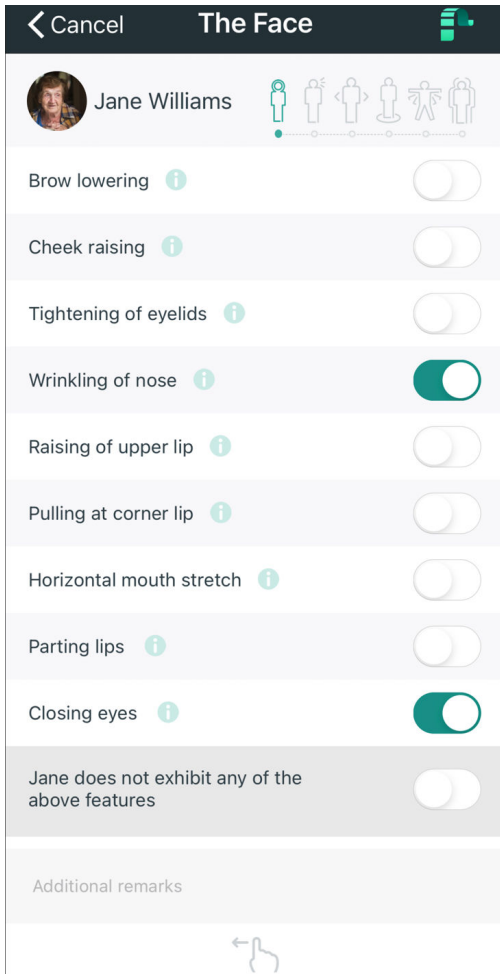 Cancel The Face
Jane Williams
Brow lowering
Cheek raising
Tightening of eyelids
Wrinkling of nose
Raising of upper lip
Pulling at corner lip
Horizontal mouth stretch
Parting lips
Closing eyes
Jane does not exhibit any of the
above features
Additional remarks